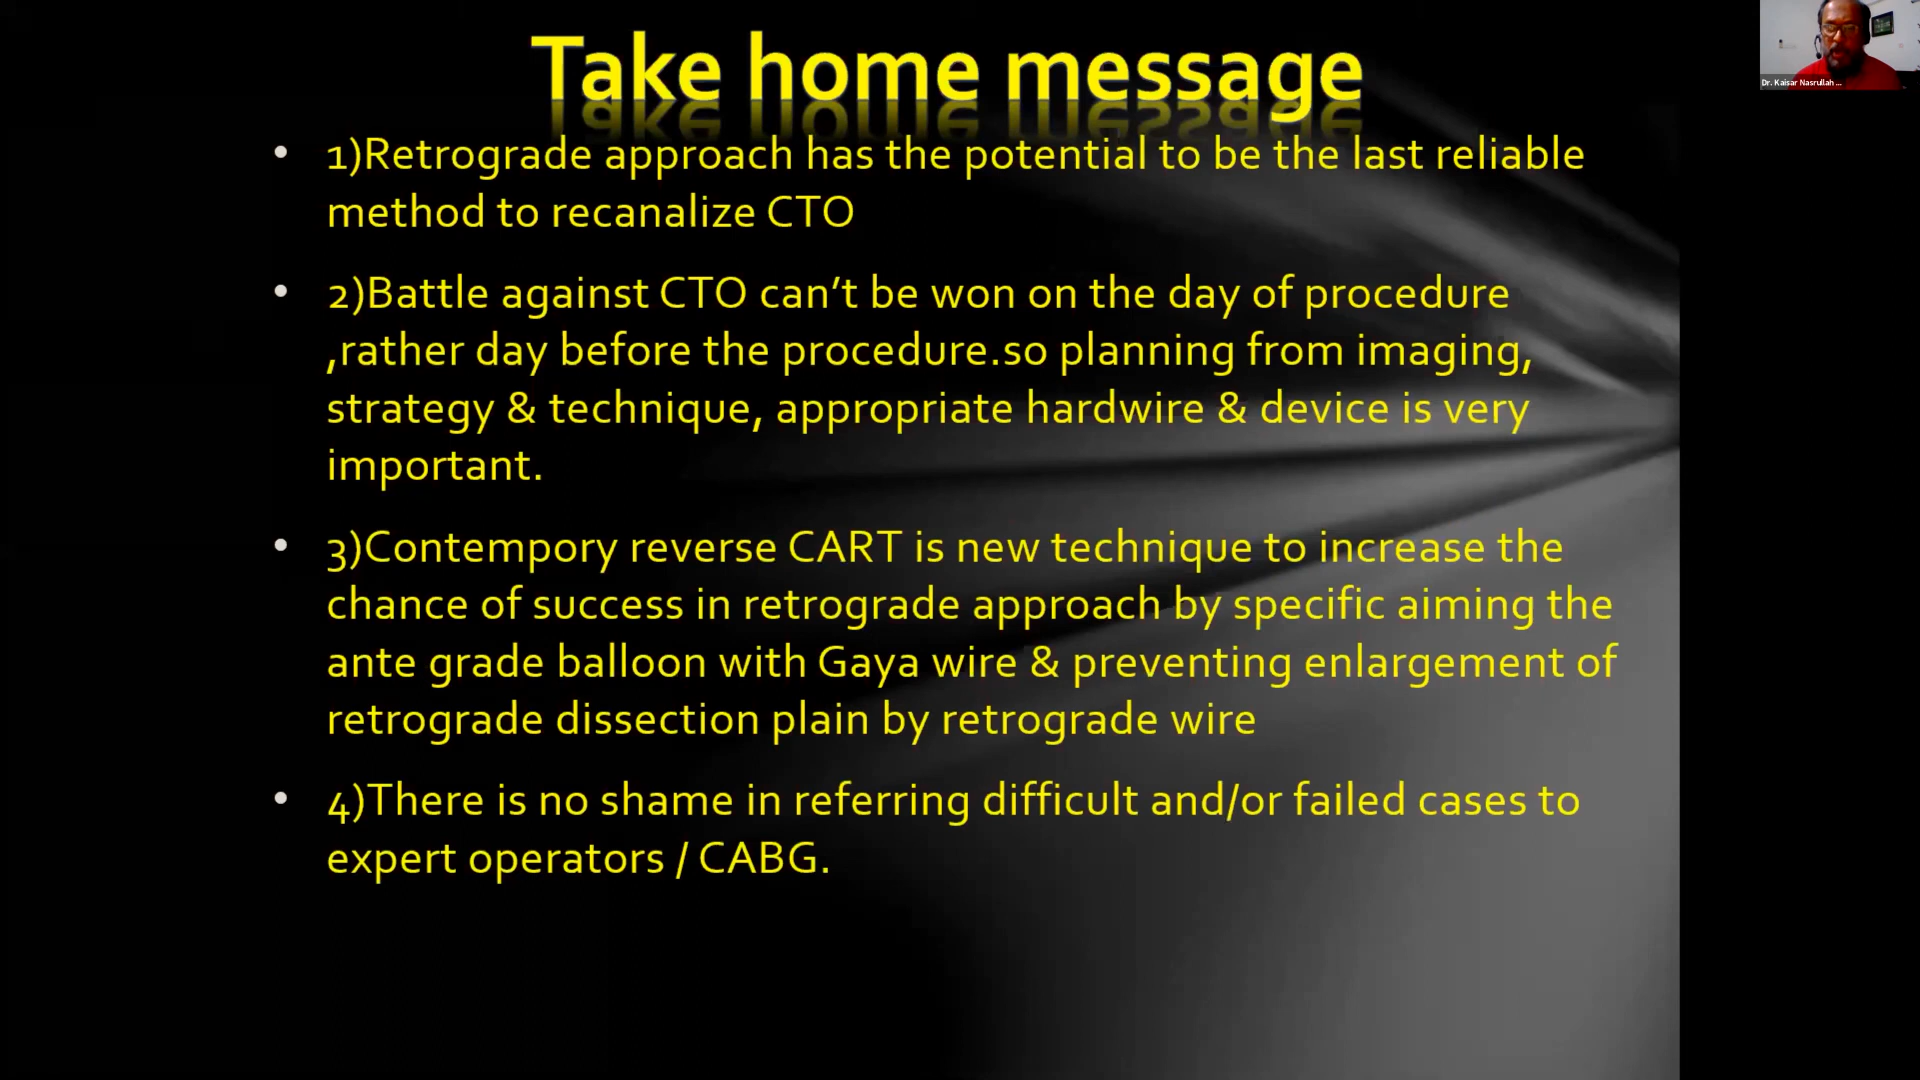 Take home message
Dr. Kaisar Nasrullah ...
• 1)Retrograde approach has the potential to be the last reliable
method to recanalize CTO
• 2)Battle against CTO can't be won on the day of procedure
,rather day before the procedure.so planning from imaging,
strategy & technique, appropriate hardwire & device is very
important.
• 3)Contempory reverse CART is new technique to increase the
chance of success in retrograde approach by specific aiming the
ante grade balloon with Gaya wire & preventing enlargement of
retrograde dissection plain by retrograde wire
• 4)There is no shame in referring difficult and/or failed cases to
expert operators / CABG.